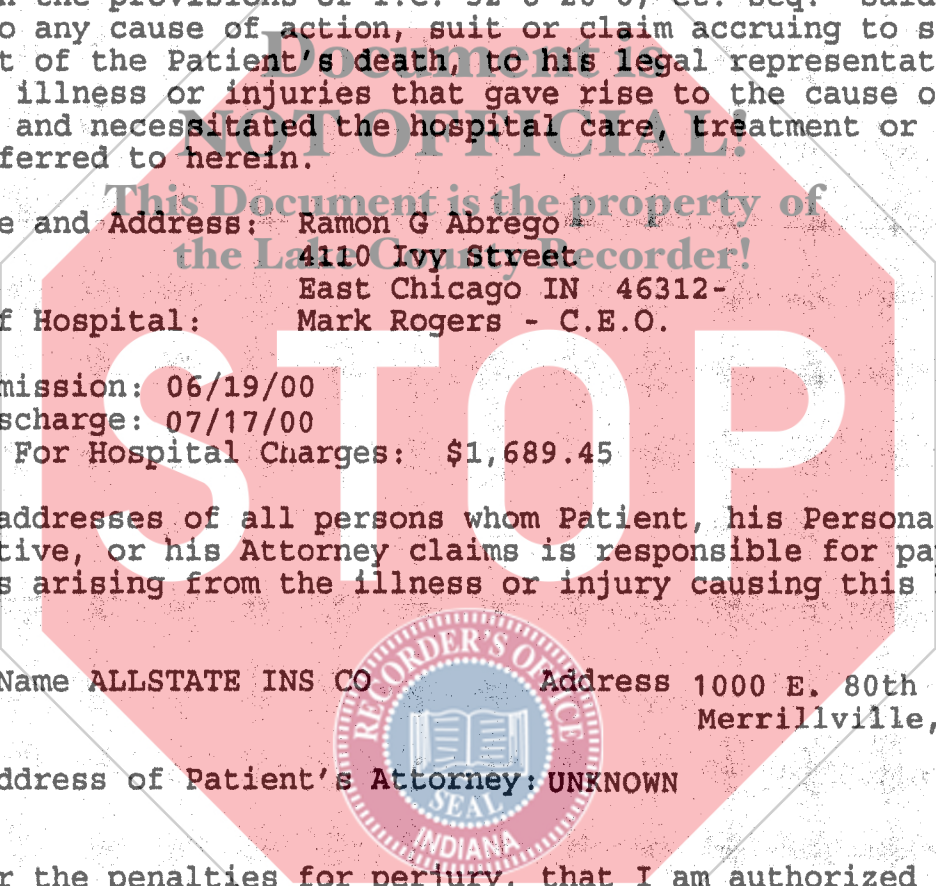 n the provisions of I.C. 32-8-26-6, et. seq. Said
o any cause of action, suit or claim accruing to s
t of the Patient's death, to his legal representat
illness or injuries that gave rise to the cause o
and necessitated the hospital care, treatment or
ferred to herein.
Document is
NOT OFFICIAL!
This Document is the property of
the Lake County Recorder!
e and Address: Ramon G Abrego
4110 Ivy Street
East Chicago IN 46312-
f Hospital: Mark Rogers - C.E.O.
STOP
mission: 06/19/00
scharge: 07/17/00
For Hospital Charges: $1,689.45
addresses of all persons whom Patient, his Persona
tive, or his Attorney claims is responsible for pa
s arising from the illness or injury causing this
Name ALLSTATE INS CO Address 1000 E. 80th
Merrillville,
ddress of Patient's Attorney: UNKNOWN
RECORDER'S OFFICE
SEAL
INDIANA
r the penalties for perjury, that I am authorized